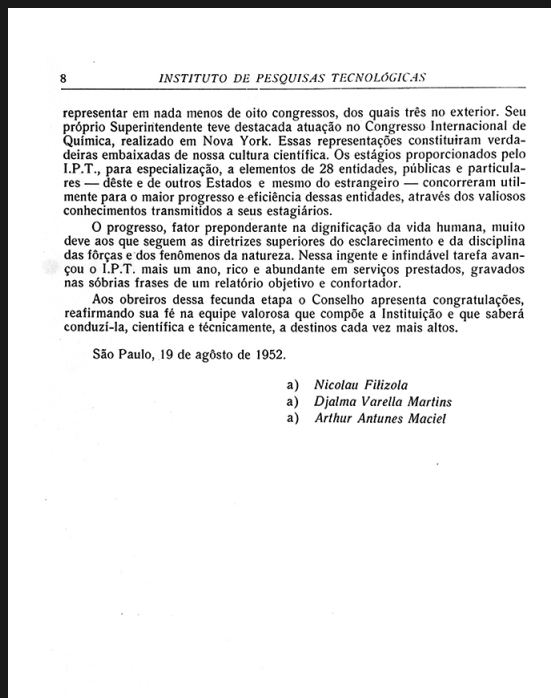 8 INSTITUTO DE PESQUISAS TECNOLÓGICAS
representar em nada menos de oito congressos, dos quais três no exterior. Seu
próprio Superintendente teve destacada atuação no Congresso Internacional de
Química, realizado em Nova York. Essas representações constituíram verda-
deiras embaixadas de nossa cultura científica. Os estágios proporcionados pelo
I.P.T., para especialização, a elementos de 28 entidades, públicas e particula-
res — dêste e de outros Estados e mesmo do estrangeiro — concorreram util-
mente para o maior progresso e eficiência dessas entidades, através dos valiosos
conhecimentos transmitidos a seus estagiários.
O progresso, fator preponderante na dignificação da vida humana, muito
deve aos que seguem as diretrizes superiores do esclarecimento e da disciplina
das fôrças e dos fenômenos da natureza. Nessa ingente e infindável tarefa avan-
çou o I.P.T. mais um ano, rico e abundante em serviços prestados, gravados
nas sóbrias frases de um relatório objetivo e confortador.
Aos obreiros dessa fecunda etapa o Conselho apresenta congratulações,
reafirmando sua fé na equipe valorosa que compõe a Instituição e que saberá
conduzí-la, científica e técnicamente, a destinos cada vez mais altos.
São Paulo, 19 de agôsto de 1952.
a) Nicolau Filizola
a) Djalma Varella Martins
a) Arthur Antunes Maciel